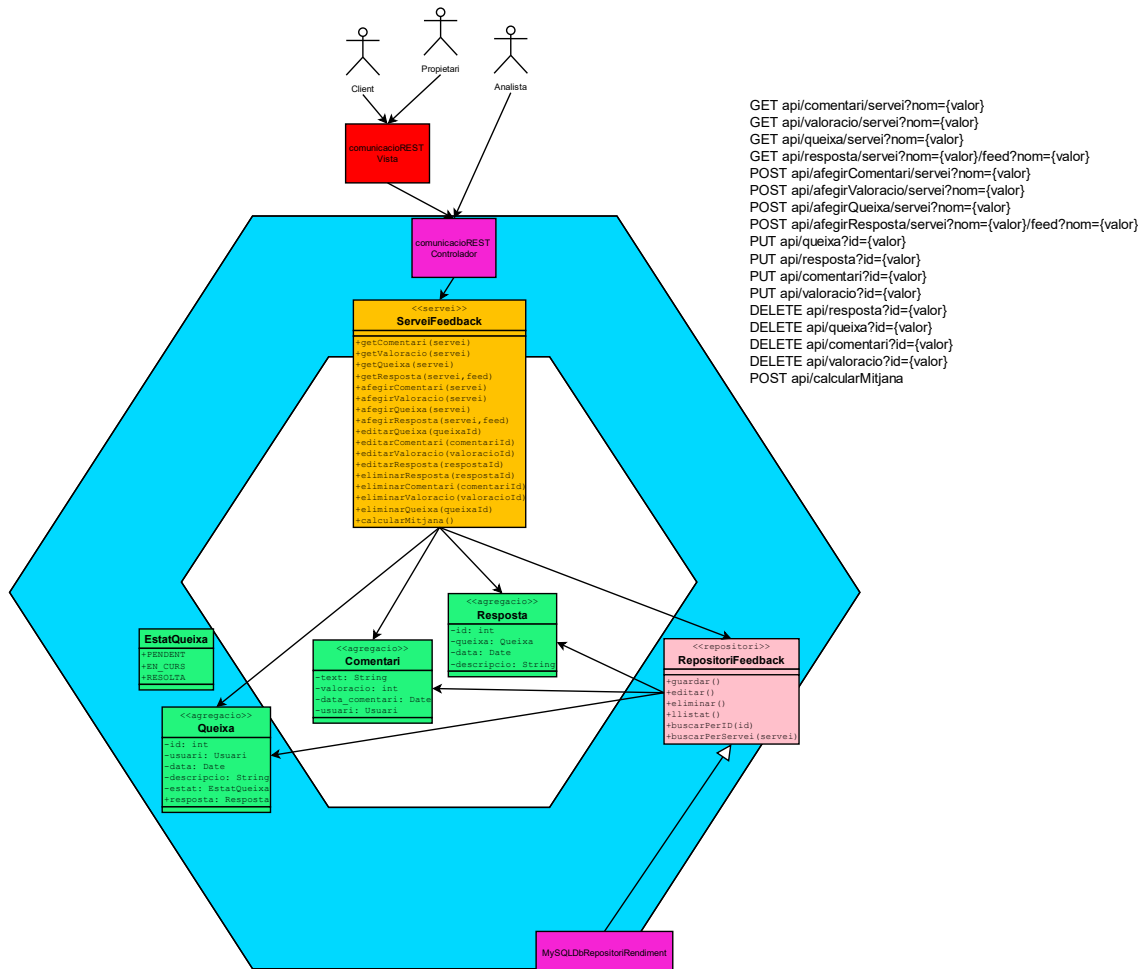 Client
Propietari
Analista
comunicacioREST
Vista
comunicacioREST
Controlador
GET api/comentari/servei?nom={valor}
GET api/valoracio/servei?nom={valor}
GET api/queixa/servei?nom={valor}
GET api/resposta/servei?nom={valor}/feed?nom={valor}
POST api/afegirComentari/servei?nom={valor}
POST api/afegirValoracio/servei?nom={valor}
POST api/afegirQueixa/servei?nom={valor}
POST api/afegirResposta/servei?nom={valor}/feed?nom={valor}
PUT api/queixa?id={valor}
PUT api/resposta?id={valor}
PUT api/comentari?id={valor}
PUT api/valoracio?id={valor}
DELETE api/resposta?id={valor}
DELETE api/queixa?id={valor}
DELETE api/comentari?id={valor}
DELETE api/valoracio?id={valor}
POST api/calcularMitjana
<<servei>>
ServeiFeedback
+getComentari(servei)
+getValoracio(servei)
+getQueixa(servei)
+getResposta(servei,feed)
+afegirComentari(servei)
+afegirValoracio(servei)
+afegirQueixa(servei)
+afegirResposta(servei,feed)
+editarQueixa(queixaId)
+editarComentari(comentariId)
+editarValoracio(valoracioId)
+editarResposta(respostaId)
+eliminarResposta(respostaId)
+eliminarComentari(comentariId)
+eliminarValoracio(valoracioId)
+eliminarQueixa(queixaId)
+calcularMitjana()
EstatQueixa
+PENDENT
+EN_CURS
+RESOLTA
<<agregacio>>
Queixa
-id: int
-usuari: Usuari
-data: Date
-descripcio: String
-estat: EstatQueixa
+resposta: Resposta
<<agregacio>>
Comentari
-text: String
-valoracio: int
-data_comentari: Date
-usuari: Usuari
<<agregacio>>
Resposta
-id: int
-queixa: Queixa
-data: Date
-descripcio: String
<<repositori>>
RepositoriFeedback
+guardar()
+editar()
+eliminar()
+llistat()
+buscarPerID(id)
+buscarPerServei(servei)
MySQLDbRepositoriRendiment